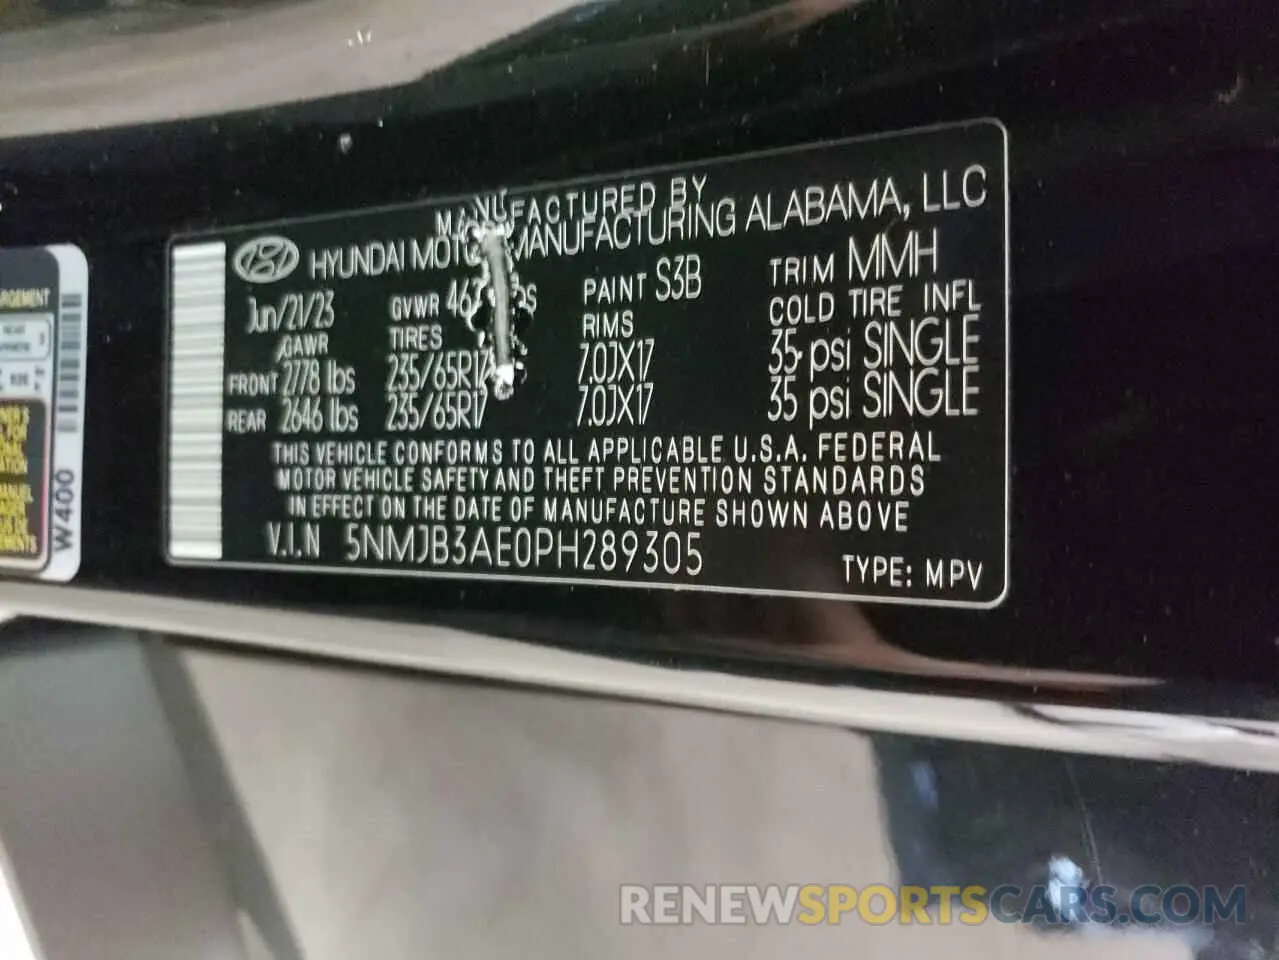 MANUFACTURED BY
HYUNDAI MOTOR MANUFACTURING ALABAMA, LLC
Jun/21/23 GVWR lbs PAINT S3B TRIM MMH
GAWR TIRES RIMS COLD TIRE INFL
FRONT 2778 lbs 235/65R17 7.0JX17 35 psi SINGLE
REAR 2646 lbs 235/65R17 7.0JX17 35 psi SINGLE
THIS VEHICLE CONFORMS TO ALL APPLICABLE U.S.A. FEDERAL
MOTOR VEHICLE SAFETY AND THEFT PREVENTION STANDARDS
IN EFFECT ON THE DATE OF MANUFACTURE SHOWN ABOVE
V.I.N 5NMJB3AE0PH289305 TYPE: MPV
W400
RENEWSPORTSCARS.COM